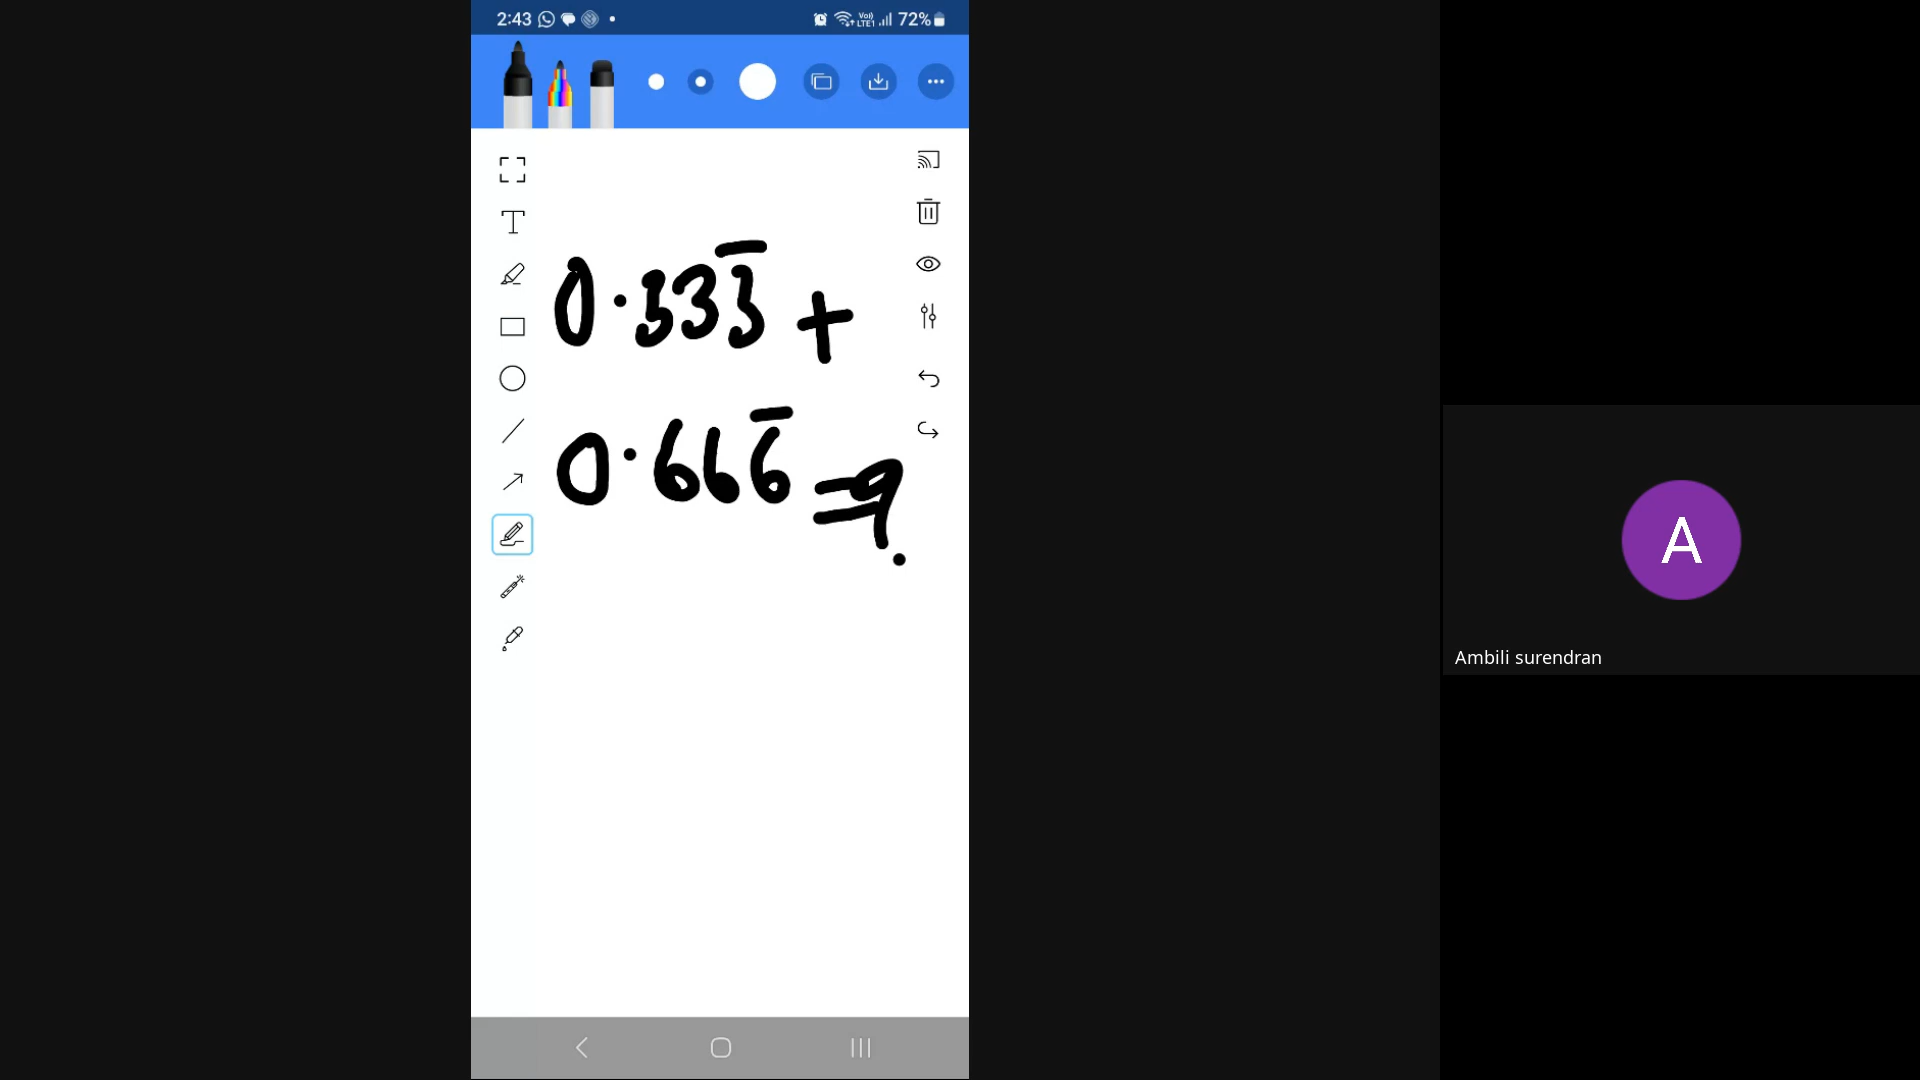 2:43 72%
0.333̅ +
0.666̅ = ?
A
Ambili surendran